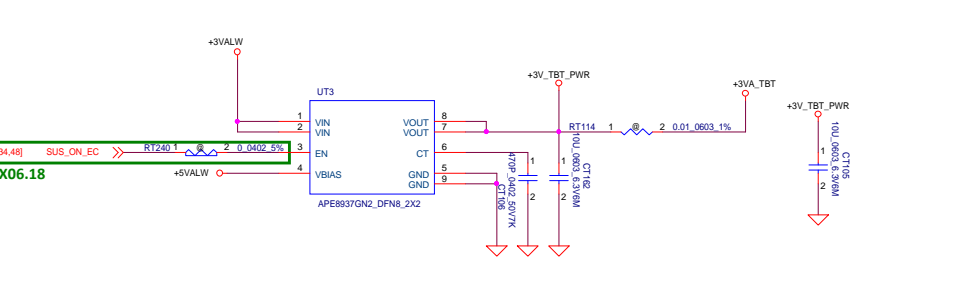 +3VALW
UT3
1 VIN
2 VIN
VOUT 8
VOUT 7
34,48] SUS_ON_EC RT240 1 @ 2 0_0402_5% 3 EN
CT 6
X06.18
+5VALW 4 VBIAS
GND 5
GND 9
APE8937GN2_DFN8_2X2
+3V_TBT_PWR
RT114 1 @ 2 0.01_0603_1%
+3VA_TBT
1
2
470P_0402_50V7K
CT106
1
2
10U_0603_6.3V6M
CT162
+3V_TBT_PWR
1
2
10U_0603_6.3V6M
CT105